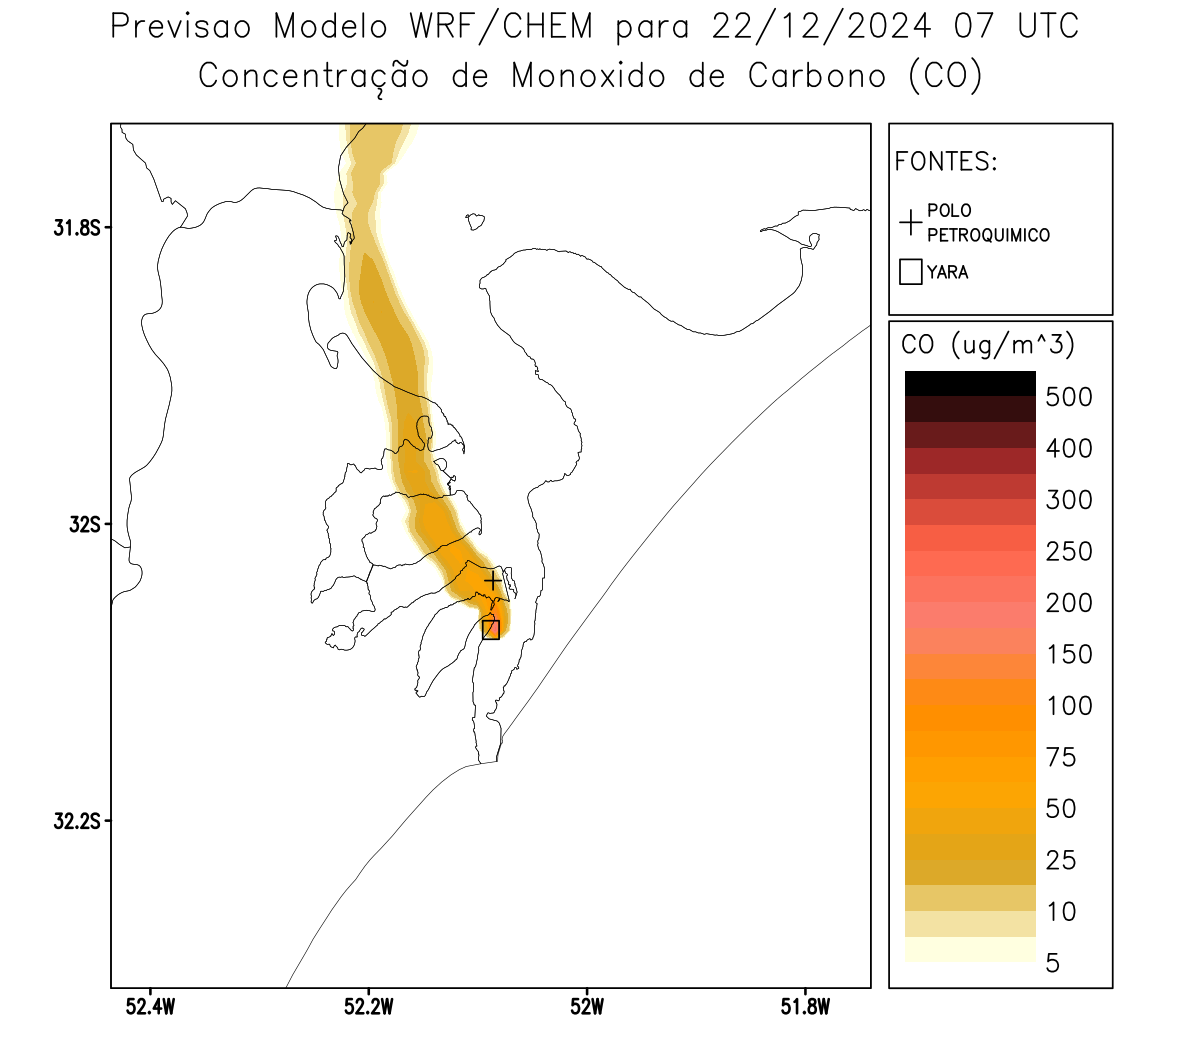 Previsao Modelo WRF/CHEM para 22/12/2024 07 UTC
Concentração de Monoxido de Carbono (CO)
FONTES:
POLO
PETROQUIMICO
YARA
CO (ug/m^3)
500
400
300
250
200
150
100
75
50
25
10
5
31.8S
32S
32.2S
52.4W
52.2W
52W
51.8W